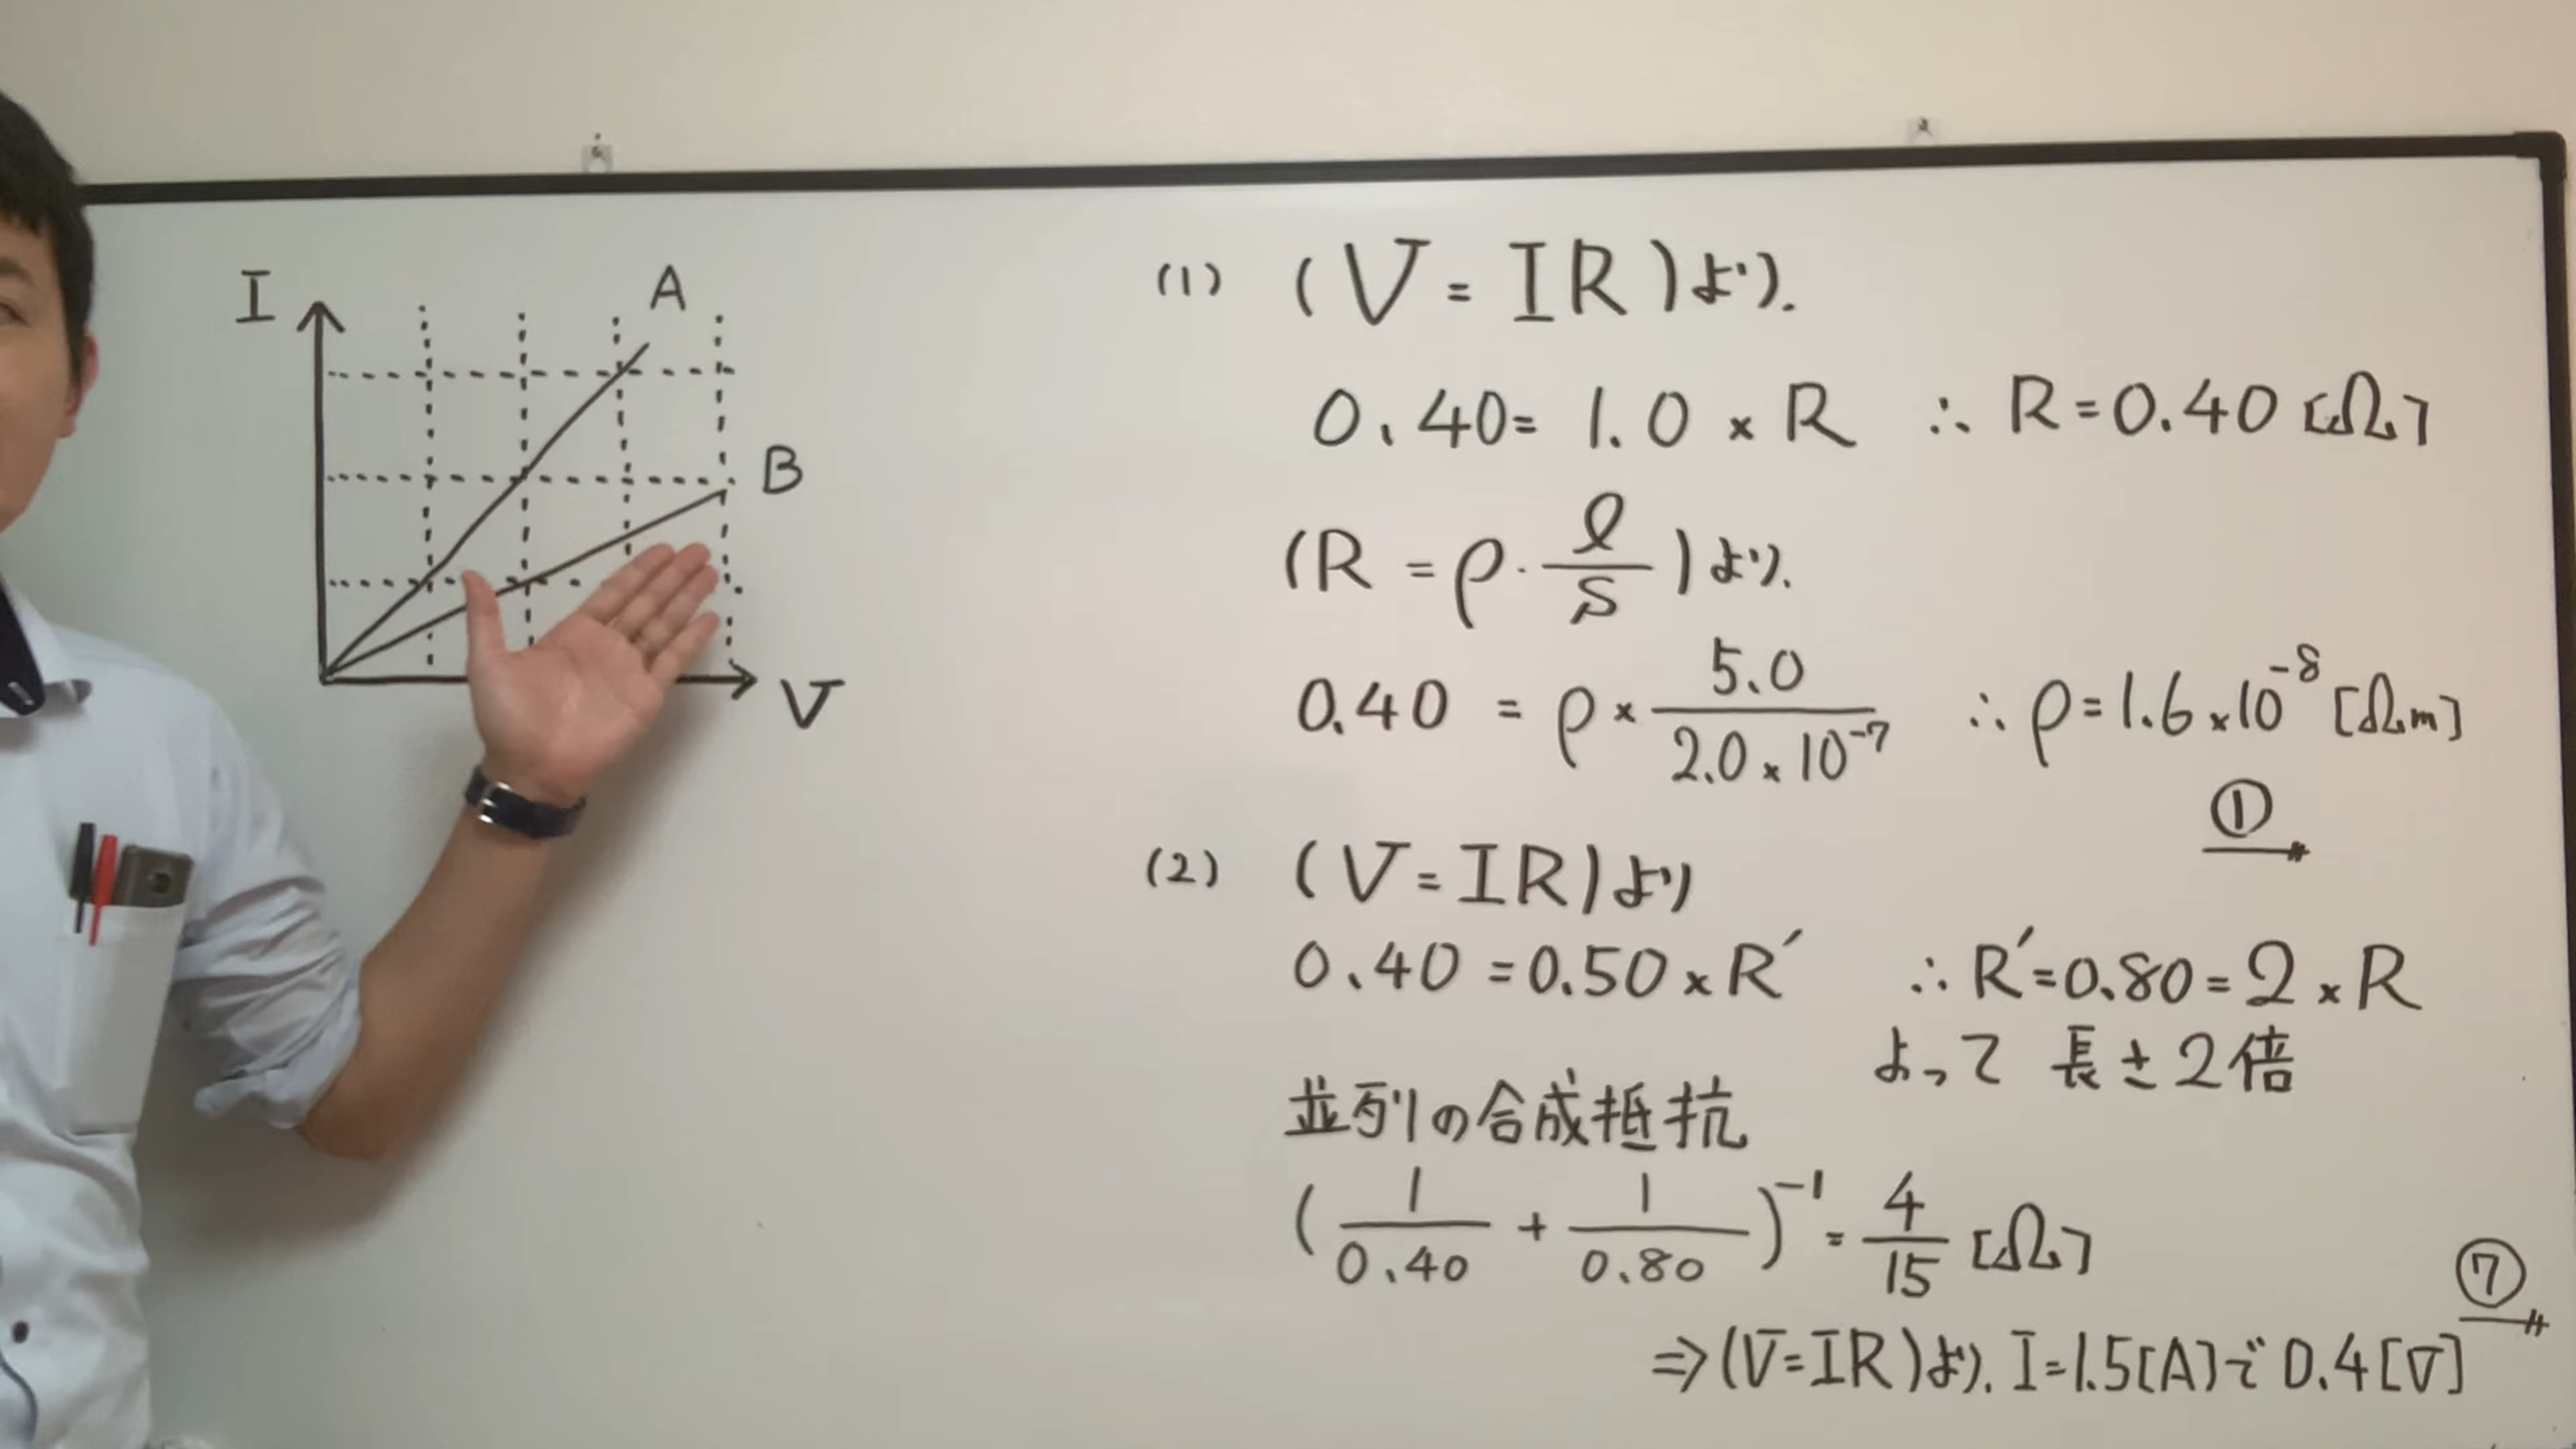 I
A
B
V
(1) (V = IR)より.
0.40= 1.0 × R ∴ R=0.40[Ω]
(R = ρ・ℓ/S)より.
0.40 = ρ × 5.0/2.0×10⁻⁷ ∴ ρ=1.6×10⁻⁸[Ωm]
①
(2) (V=IR)より
0.40=0.50×R′ ∴ R′=0.80=2×R
よって 長さ2倍
並列の合成抵抗
(1/0.40 + 1/0.80)⁻¹ = 4/15 [Ω]
⑦
⇒(V=IR)より. I=1.5[A]で0.4[V]